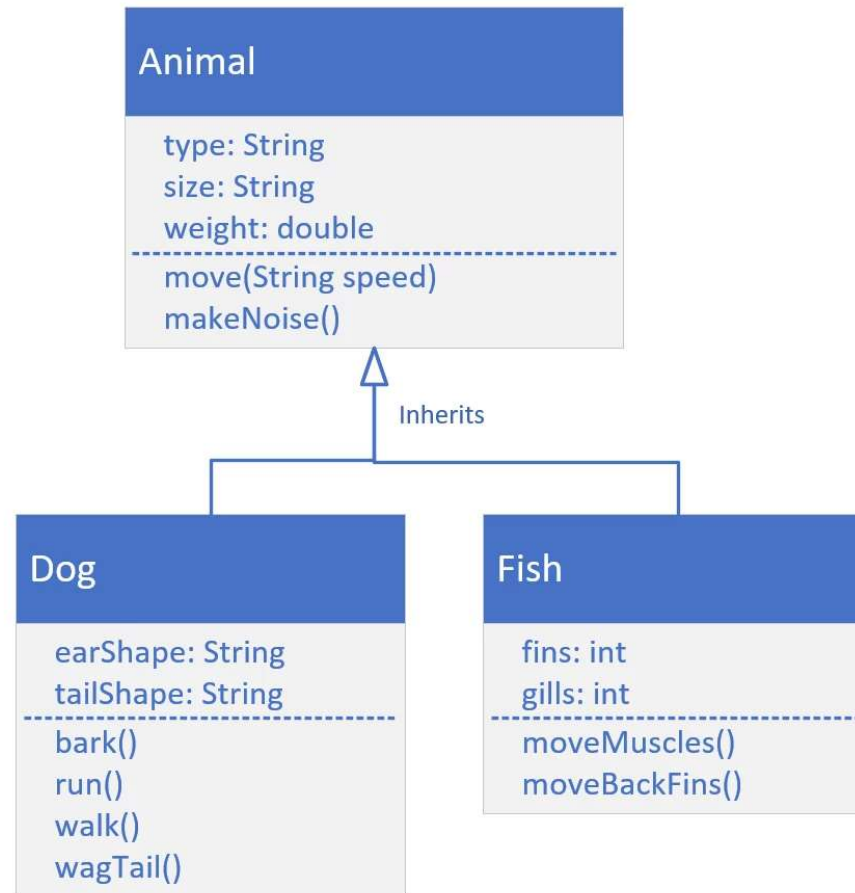 Animal
type: String
size: String
weight: double
move(String speed)
makeNoise()
Inherits
Dog
earShape: String
tailShape: String
bark()
run()
walk()
wagTail()
Fish
fins: int
gills: int
moveMuscles()
moveBackFins()